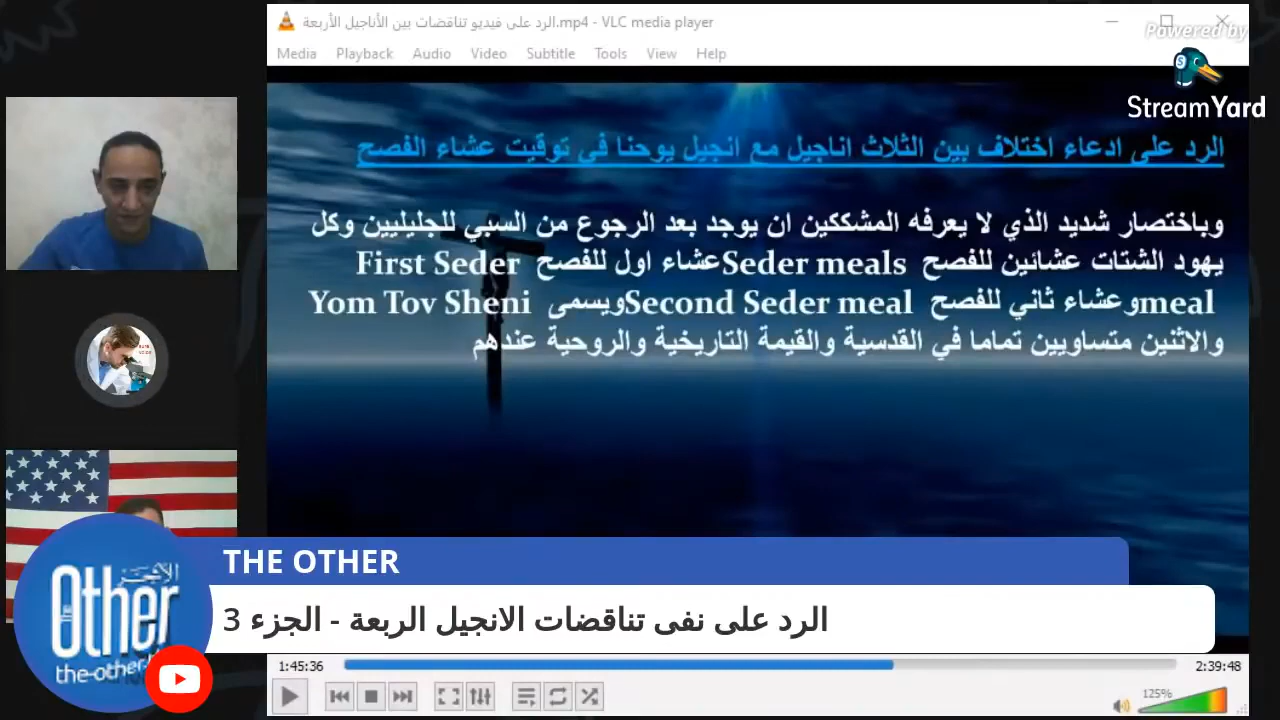 الرد على فيديو تناقضات بين الأناجيل الأربعة.mp4 - VLC media player
Media Playback Audio Video Subtitle Tools View Help
Powered by
StreamYard
الرد على ادعاء اختلاف بين الثلاث اناجيل مع انجيل يوحنا في توقيت عشاء الفصح
وباختصار شديد الذي لا يعرفه المشككين ان يوجد بعد الرجوع من السبي للجليليين وكل
يهود الشتات عشائين للفصح Seder meals عشاء اول للفصح First Seder
meal وعشاء ثاني للفصح Second Seder meal ويسمى Yom Tov Sheni
والاثنين متساويين تماما في القدسية والقيمة التاريخية والروحية عندهم
THE OTHER
الرد على نفى تناقضات الانجيل الربعة - الجزء 3
the Other الآخر
1:45:36
2:39:48
125%